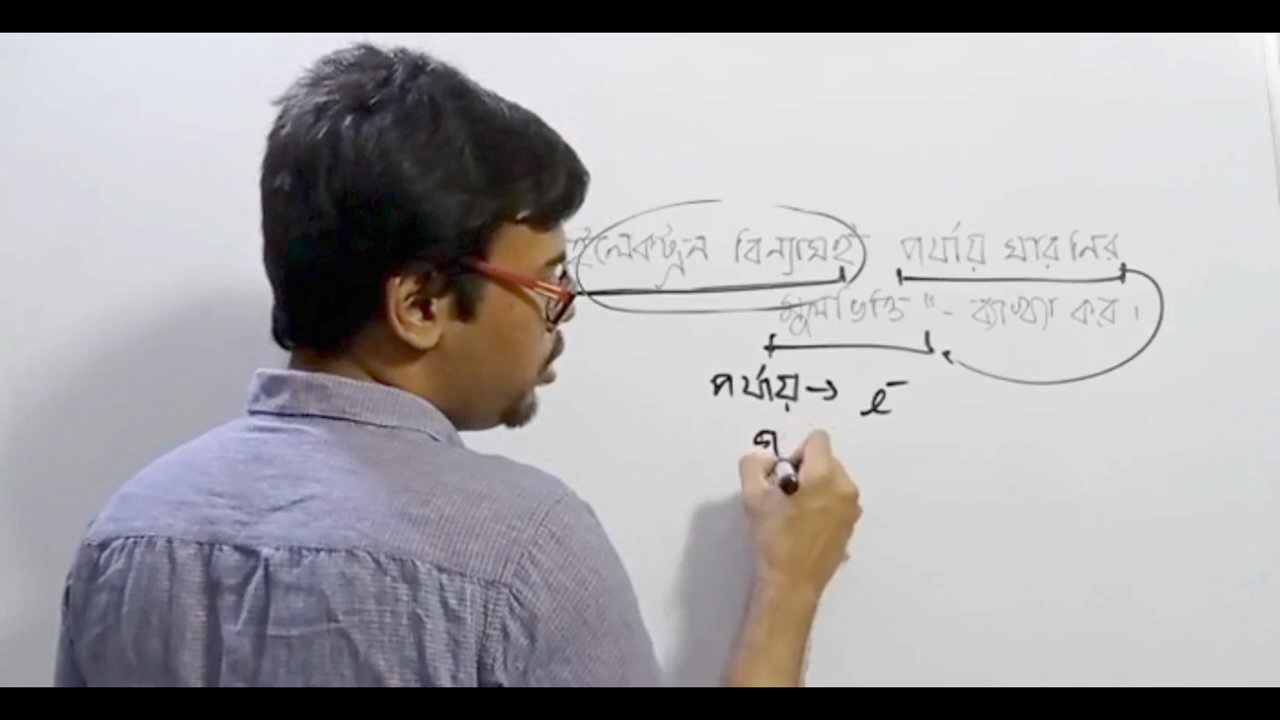 ইলেকট্রন বিন্যাসই পর্যায় সারনির
মূলভিত্তি" - ব্যাখ্যা কর।
পর্যায় → e⁻
গ